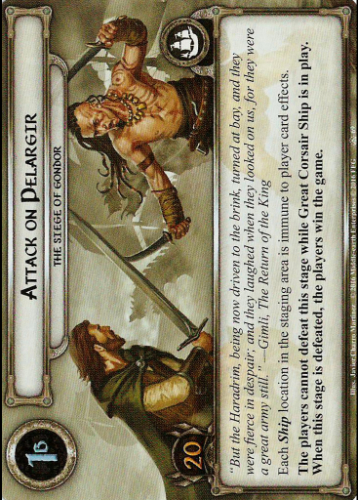 1B
ATTACK ON PELARGIR
THE SIEGE OF GONDOR
20
“But the Haradrim, being now driven to the brink, turned at bay, and they
were fierce in despair; and they laughed when they looked on us, for they were
a great army still.” —Gimli, The Return of the King
Each Ship location in the staging area is immune to player card effects.
The players cannot defeat this stage while Great Corsair Ship is in play.
When this stage is defeated, the players win the game.
Illus. Javier Charro Martinez © 2016 Middle-earth Enterprises © 2016 FFG 69